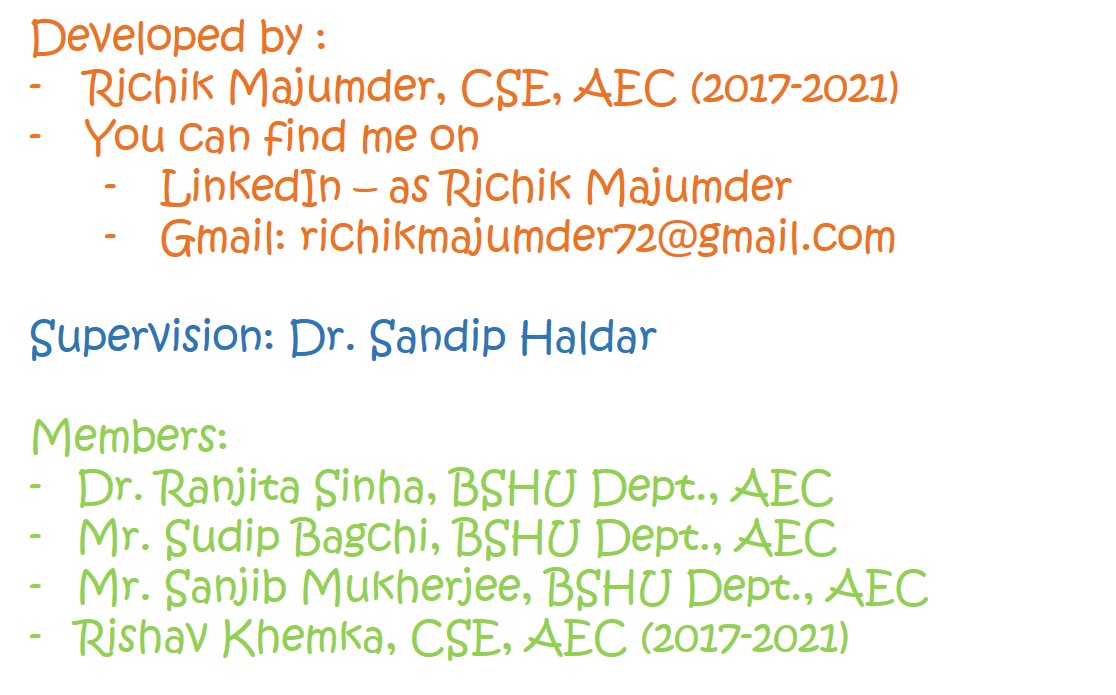 Developed by :
- Richik Majumder, CSE, AEC (2017-2021)
- You can find me on
- LinkedIn – as Richik Majumder
- Gmail: richikmajumder72@gmail.com
Supervision: Dr. Sandip Haldar
Members:
- Dr. Ranjita Sinha, BSHU Dept., AEC
- Mr. Sudip Bagchi, BSHU Dept., AEC
- Mr. Sanjib Mukherjee, BSHU Dept., AEC
- Rishav Khemka, CSE, AEC (2017-2021)